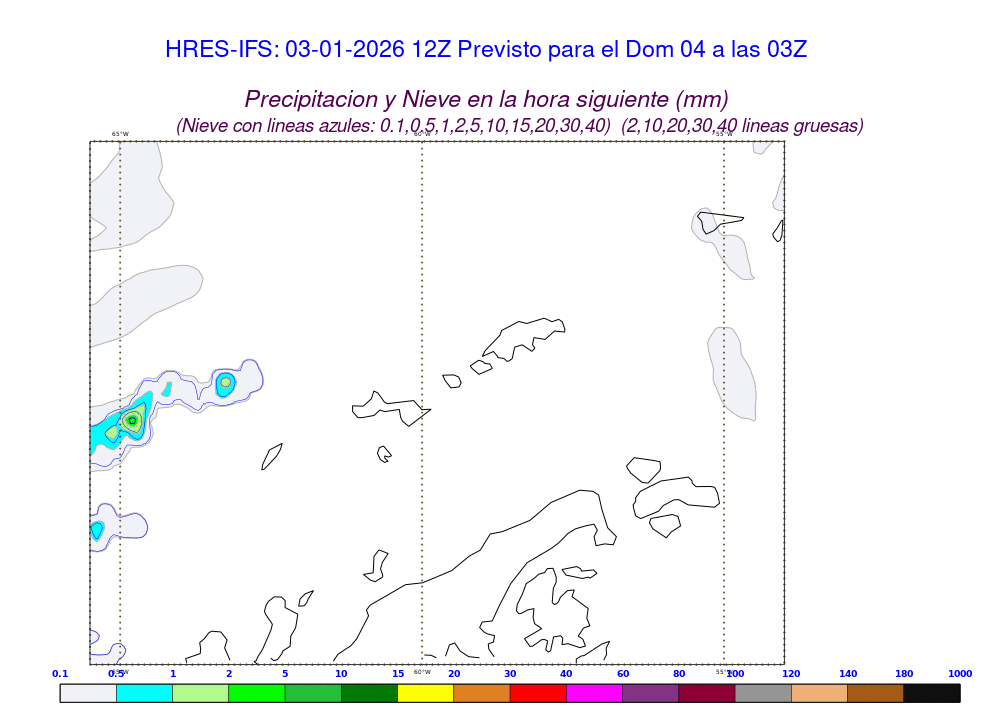 HRES-IFS: 03-01-2026 12Z Previsto para el Dom 04 a las 03Z
Precipitacion y Nieve en la hora siguiente (mm)
(Nieve con lineas azules: 0.1,0.5,1,2,5,10,15,20,30,40)  (2,10,20,30,40 lineas gruesas)
65°W 60°W 55°W
65°W 60°W 55°W
0.1 0.5 1 2 5 10 15 20 30 40 60 80 100 120 140 180 1000